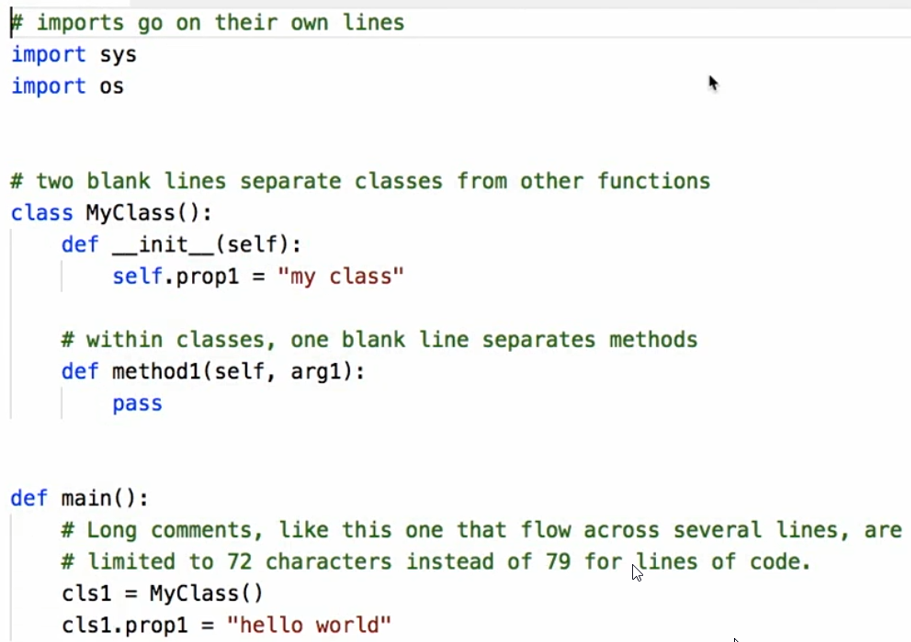 # imports go on their own lines
import sys
import os
# two blank lines separate classes from other functions
class MyClass():
    def __init__(self):
        self.prop1 = "my class"
    # within classes, one blank line separates methods
    def method1(self, arg1):
        pass
def main():
    # Long comments, like this one that flow across several lines, are
    # limited to 72 characters instead of 79 for lines of code.
    cls1 = MyClass()
    cls1.prop1 = "hello world"